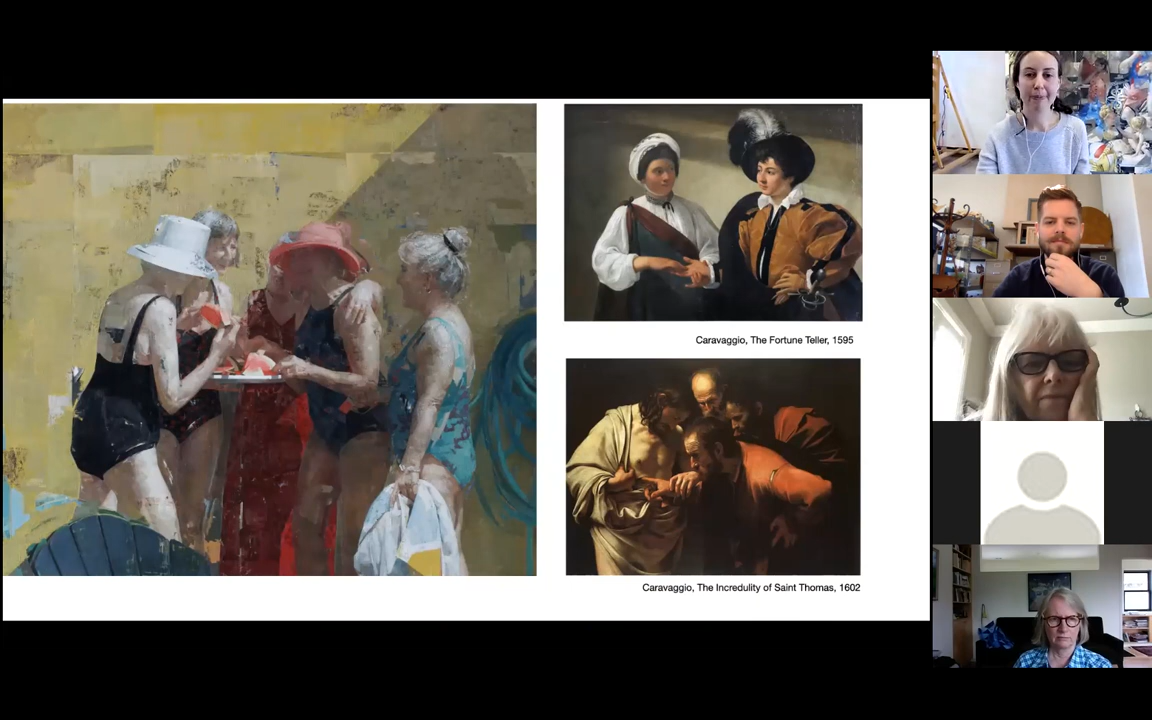 Caravaggio, The Fortune Teller, 1595
Caravaggio, The Incredulity of Saint Thomas, 1602